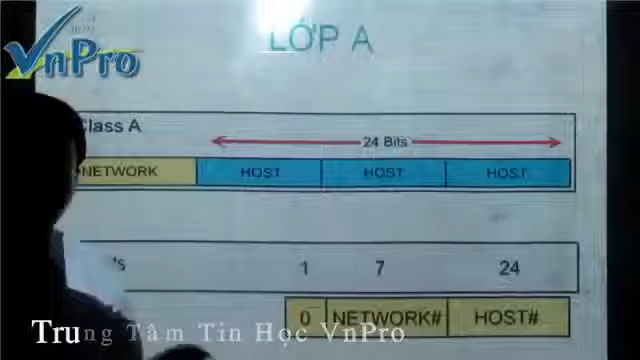 VnPro
LỚP A
Class A
24 Bits
NETWORK HOST HOST HOST
1 7 24
0 NETWORK# HOST#
Trung Tâm Tin Học VnPro